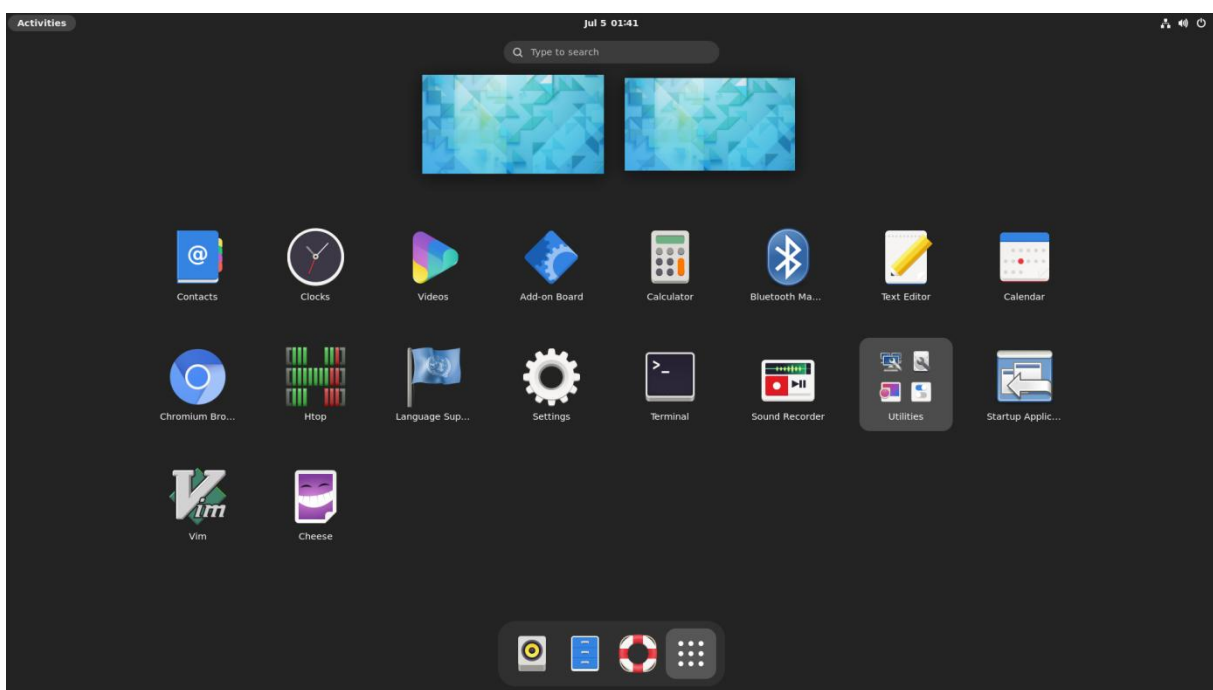 Activities
Jul 5 01:41
Type to search
Contacts
Clocks
Videos
Add-on Board
Calculator
Bluetooth Ma...
Text Editor
Calendar
Chromium Bro...
Htop
Language Sup...
Settings
Terminal
Sound Recorder
Utilities
Startup Applic...
Vim
Cheese